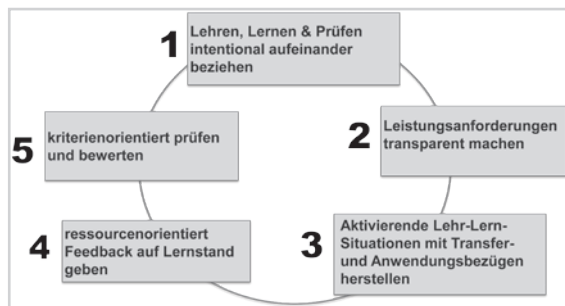 1
Lehren, Lernen & Prüfen
intentional aufeinander
beziehen
2
Leistungsanforderungen
transparent machen
3
Aktivierende Lehr-Lern-
Situationen mit Transfer-
und Anwendungsbezügen
herstellen
4
ressourcenorientiert
Feedback auf Lernstand
geben
5
kriterienorientiert prüfen
und bewerten